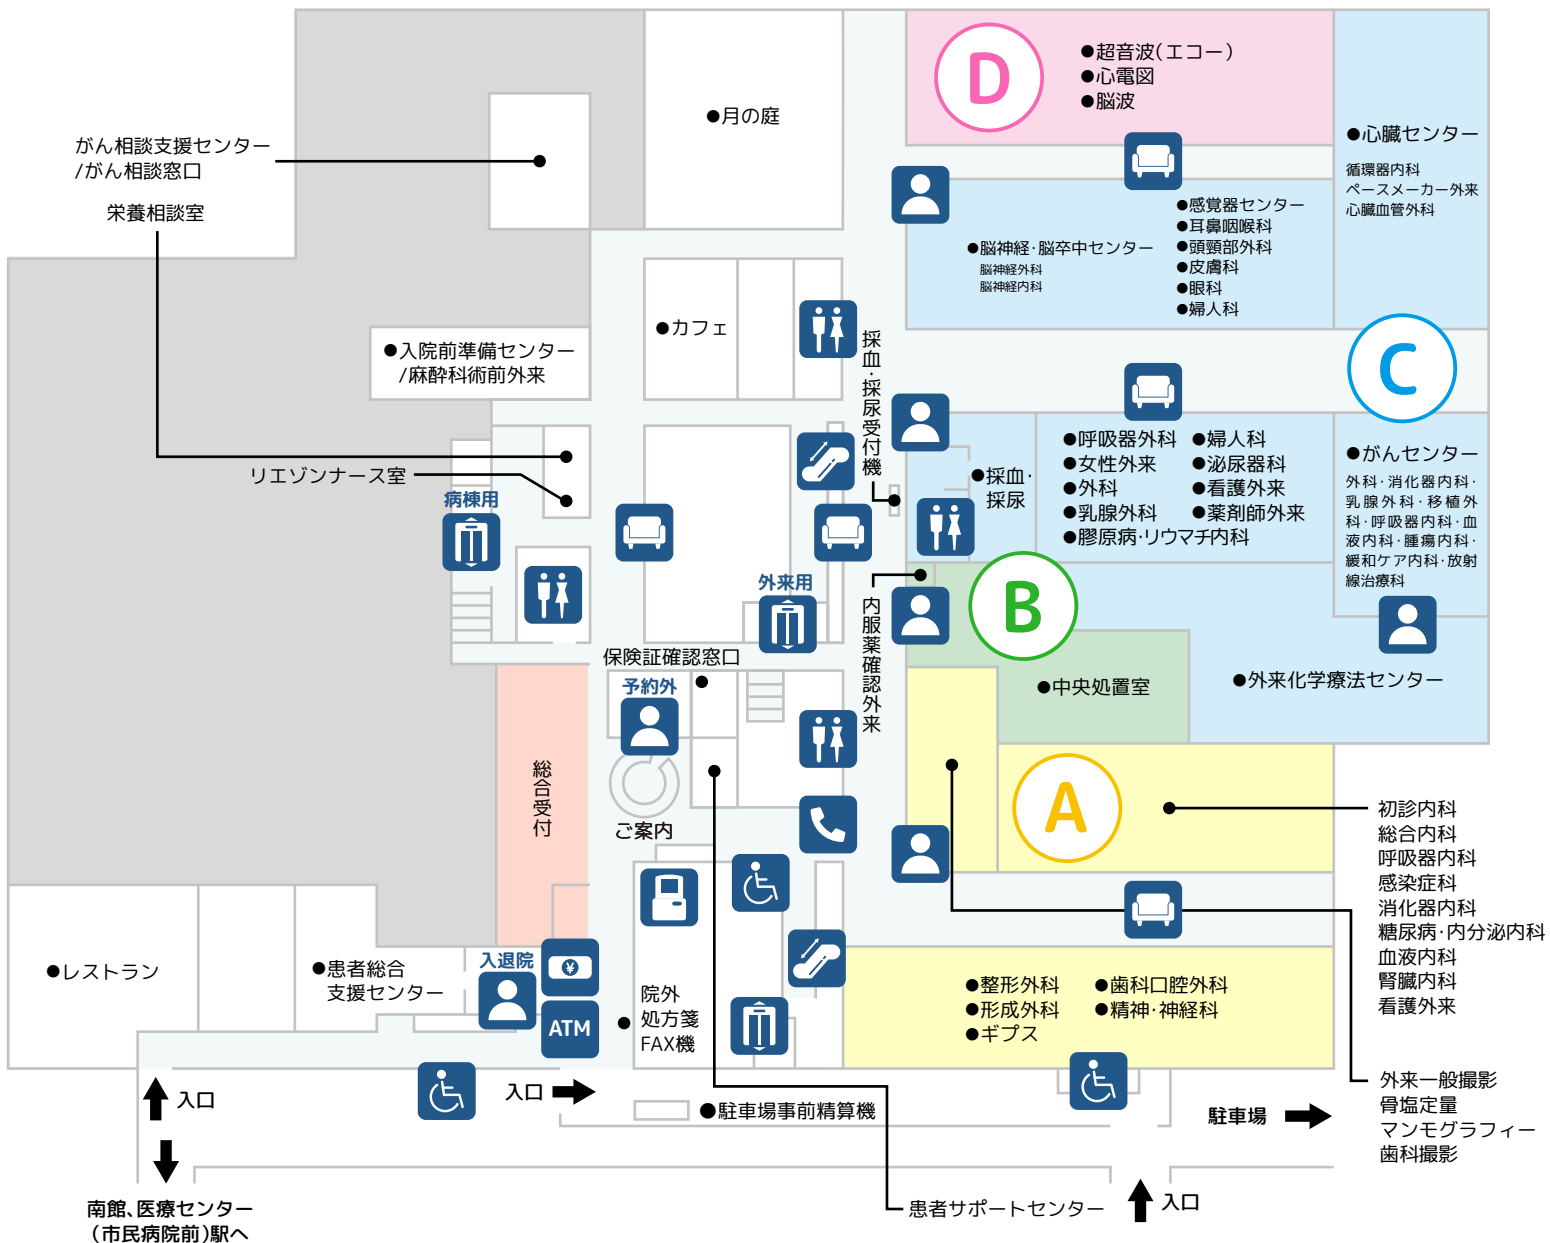 D
●超音波(エコー)
●心電図
●脳波
●月の庭
●心臓センター
循環器内科
ペースメーカー外来
心臓血管外科
がん相談支援センター
/がん相談窓口
栄養相談室
●脳神経・脳卒中センター
脳神経外科
脳神経内科
●感覚器センター
●耳鼻咽喉科
●頭頸部外科
●皮膚科
●眼科
●婦人科
●カフェ
●入院前準備センター
/麻酔科術前外来
採血・採尿受付機
C
●採血・
採尿
●呼吸器外科
●女性外来
●外科
●乳腺外科
●膠原病・リウマチ内科
●婦人科
●泌尿器科
●看護外来
●薬剤師外来
●がんセンター
外科・消化器内科・
乳腺外科・移植外
科・呼吸器内科・血
液内科・腫瘍内科・
緩和ケア内科・放射
線治療科
リエゾンナース室
病棟用
外来用
内服薬確認外来
B
●中央処置室
●外来化学療法センター
保険証確認窓口
予約外
総合受付
ご案内
A
初診内科
総合内科
呼吸器内科
感染症科
消化器内科
糖尿病・内分泌内科
血液内科
腎臓内科
看護外来
●レストラン
●患者総合
支援センター
入退院
¥
ATM
●院外
処方箋
FAX機
●整形外科
●形成外科
●ギプス
●歯科口腔外科
●精神・神経科
外来一般撮影
骨塩定量
マンモグラフィー
歯科撮影
入口
入口
●駐車場事前精算機
駐車場
南館、医療センター
(市民病院前)駅へ
患者サポートセンター
入口